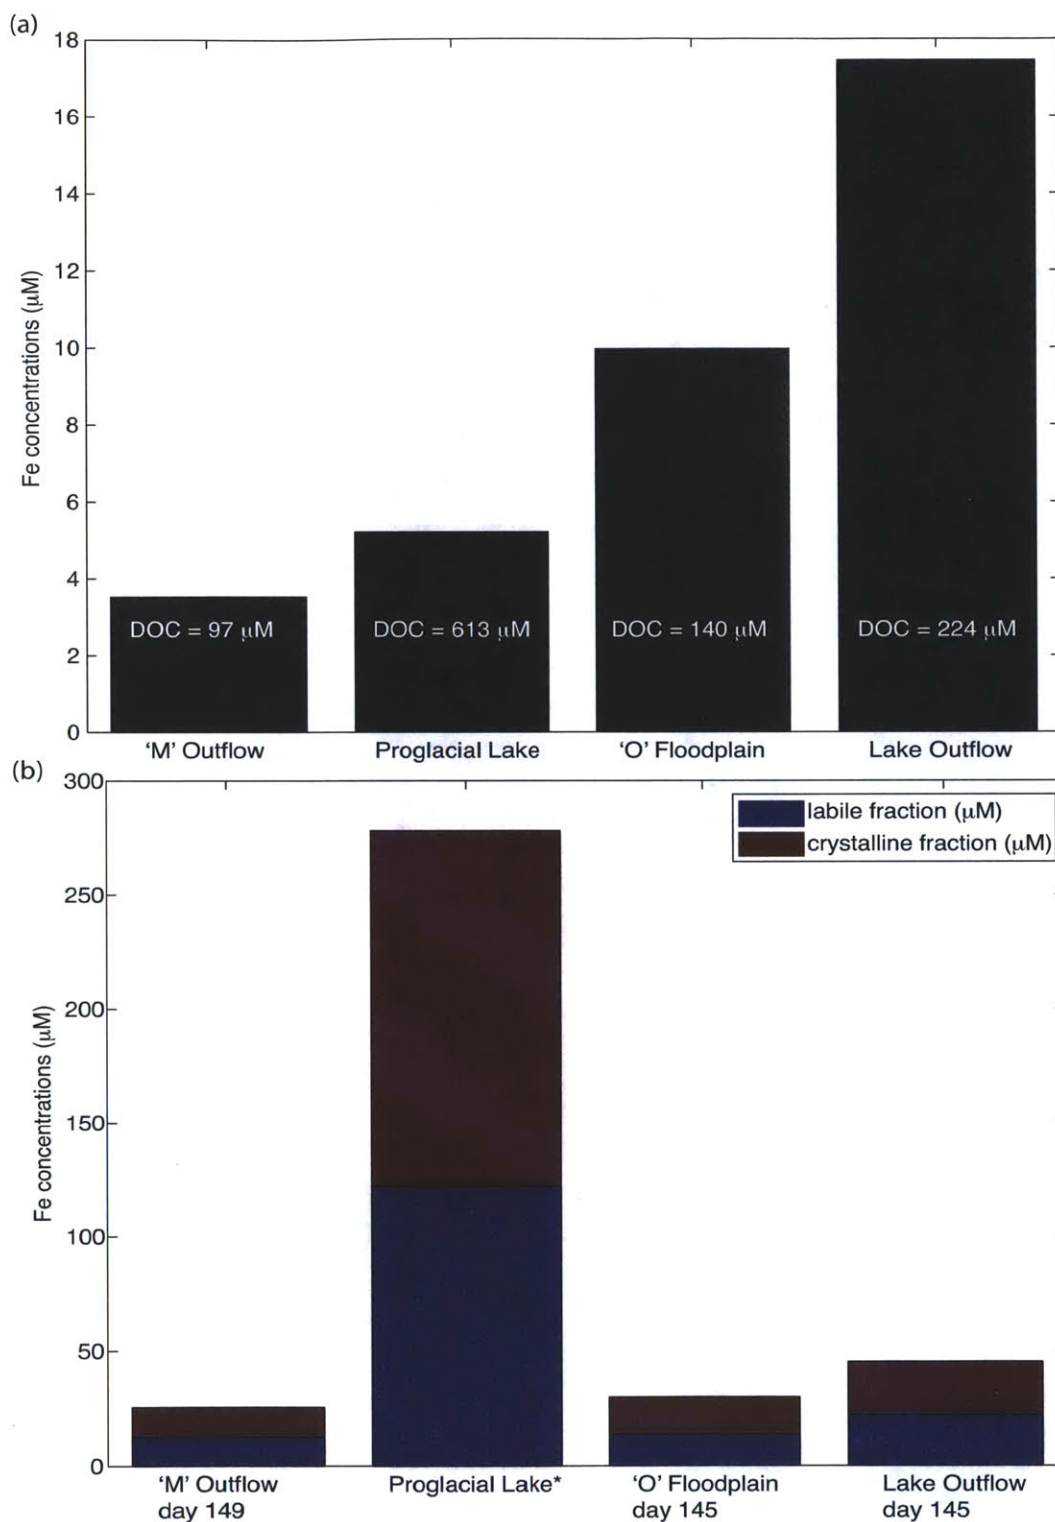 (a)
18
16
14
12
10
8
6
4
2
0
Fe concentrations (μM)
DOC = 97 μM
DOC = 613 μM
DOC = 140 μM
DOC = 224 μM
'M' Outflow
Proglacial Lake
'O' Floodplain
Lake Outflow
(b)
300
250
200
150
100
50
0
Fe concentrations (μM)
labile fraction (μM)
crystalline fraction (μM)
'M' Outflow
day 149
Proglacial Lake*
'O' Floodplain
day 145
Lake Outflow
day 145